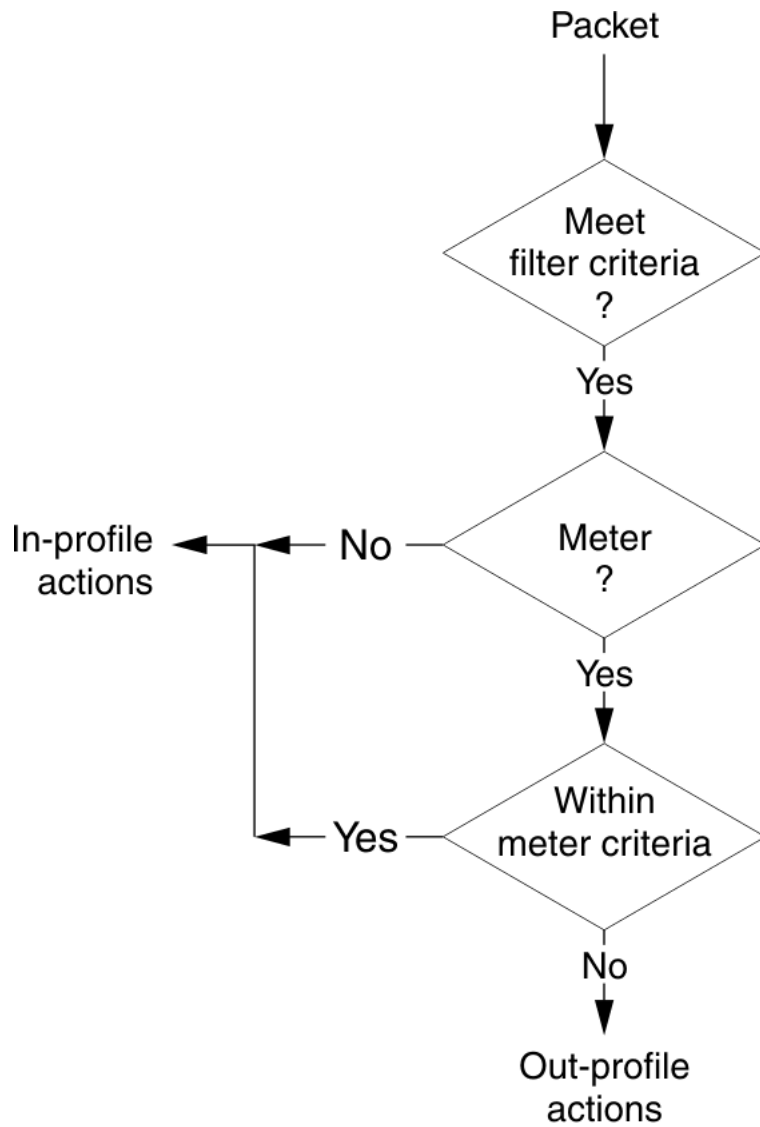 Packet
Meet
filter criteria
?
Yes
Meter
?
No
In-profile
actions
Yes
Within
meter criteria
Yes
No
Out-profile
actions